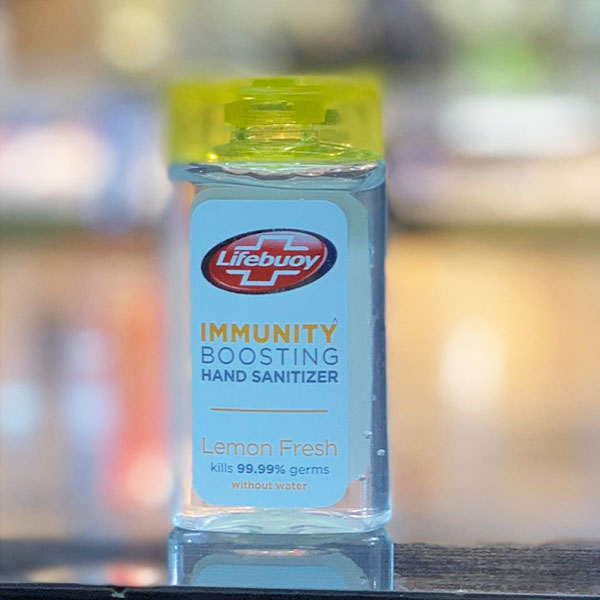 Lifebuoy
IMMUNITY^
BOOSTING
HAND SANITIZER
Lemon Fresh
kills 99.99% germs
without water